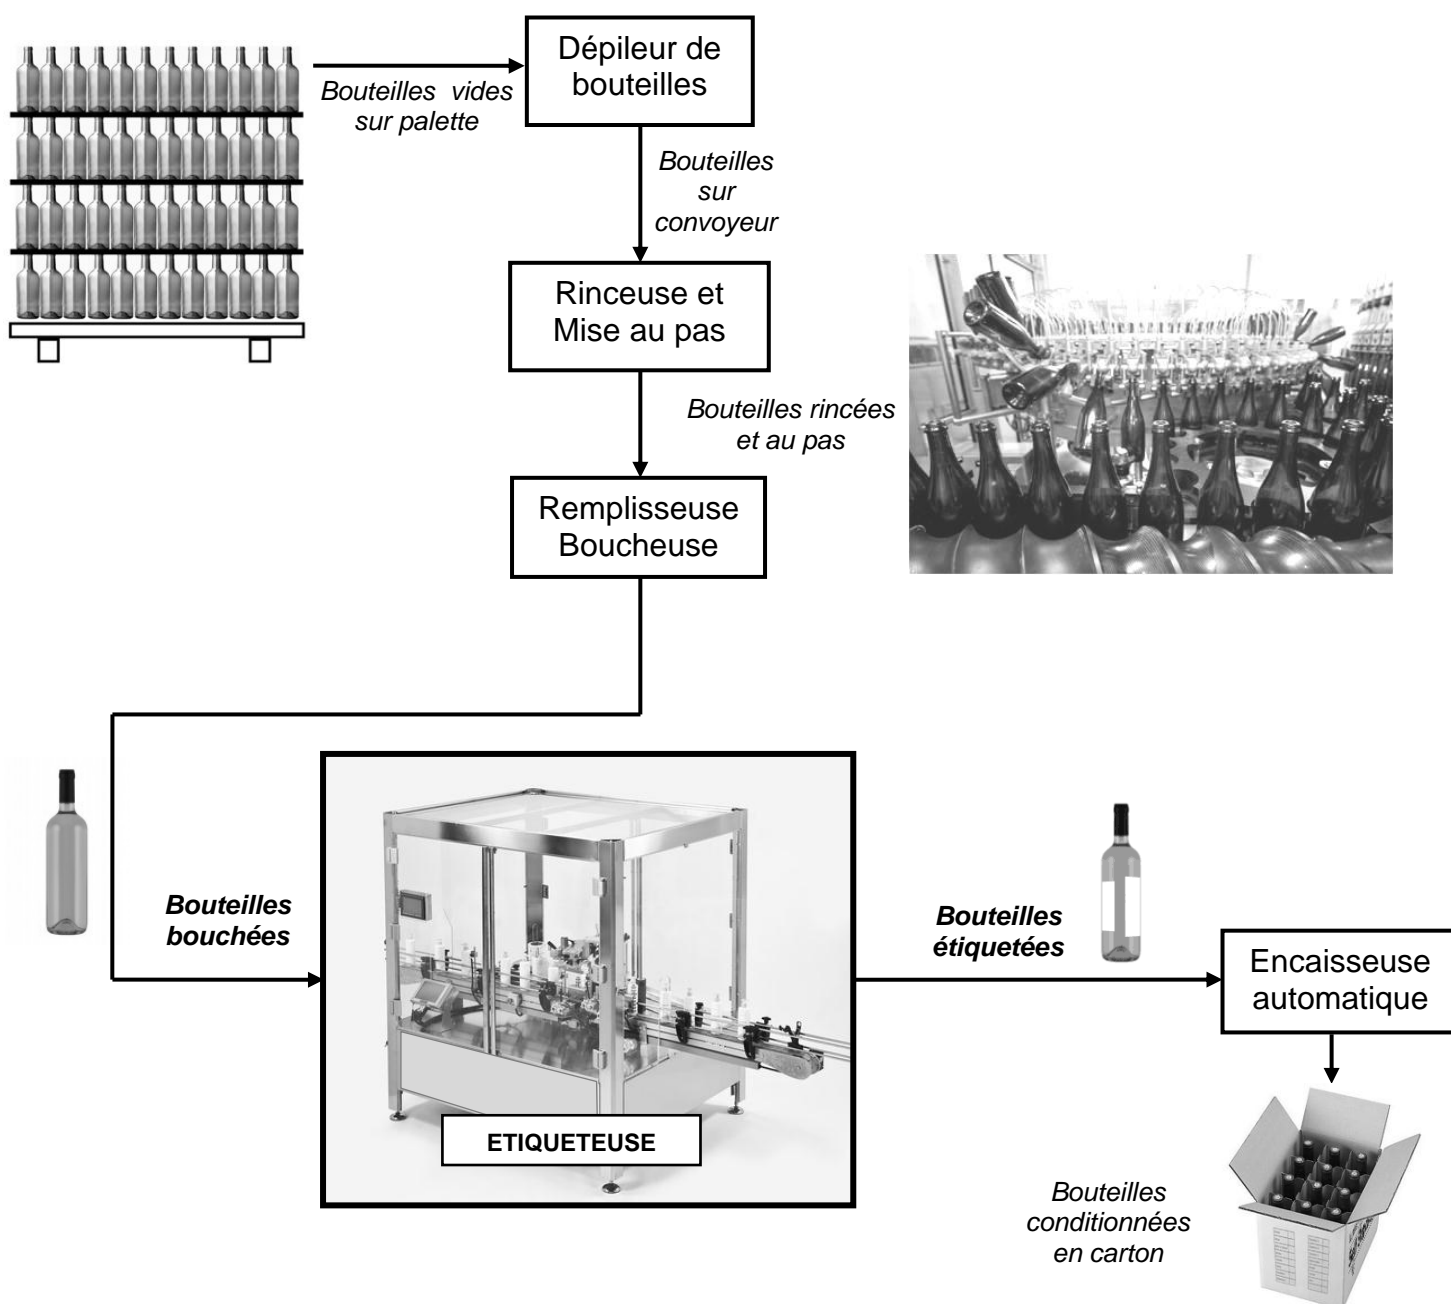 Dépileur de
bouteilles
Bouteilles vides
sur palette
Bouteilles
sur
convoyeur
Rinceuse et
Mise au pas
Bouteilles rincées
et au pas
Remplisseuse
Boucheuse
Bouteilles
bouchées
ETIQUETEUSE
Bouteilles
étiquetées
Encaisseuse
automatique
Bouteilles
conditionnées
en carton